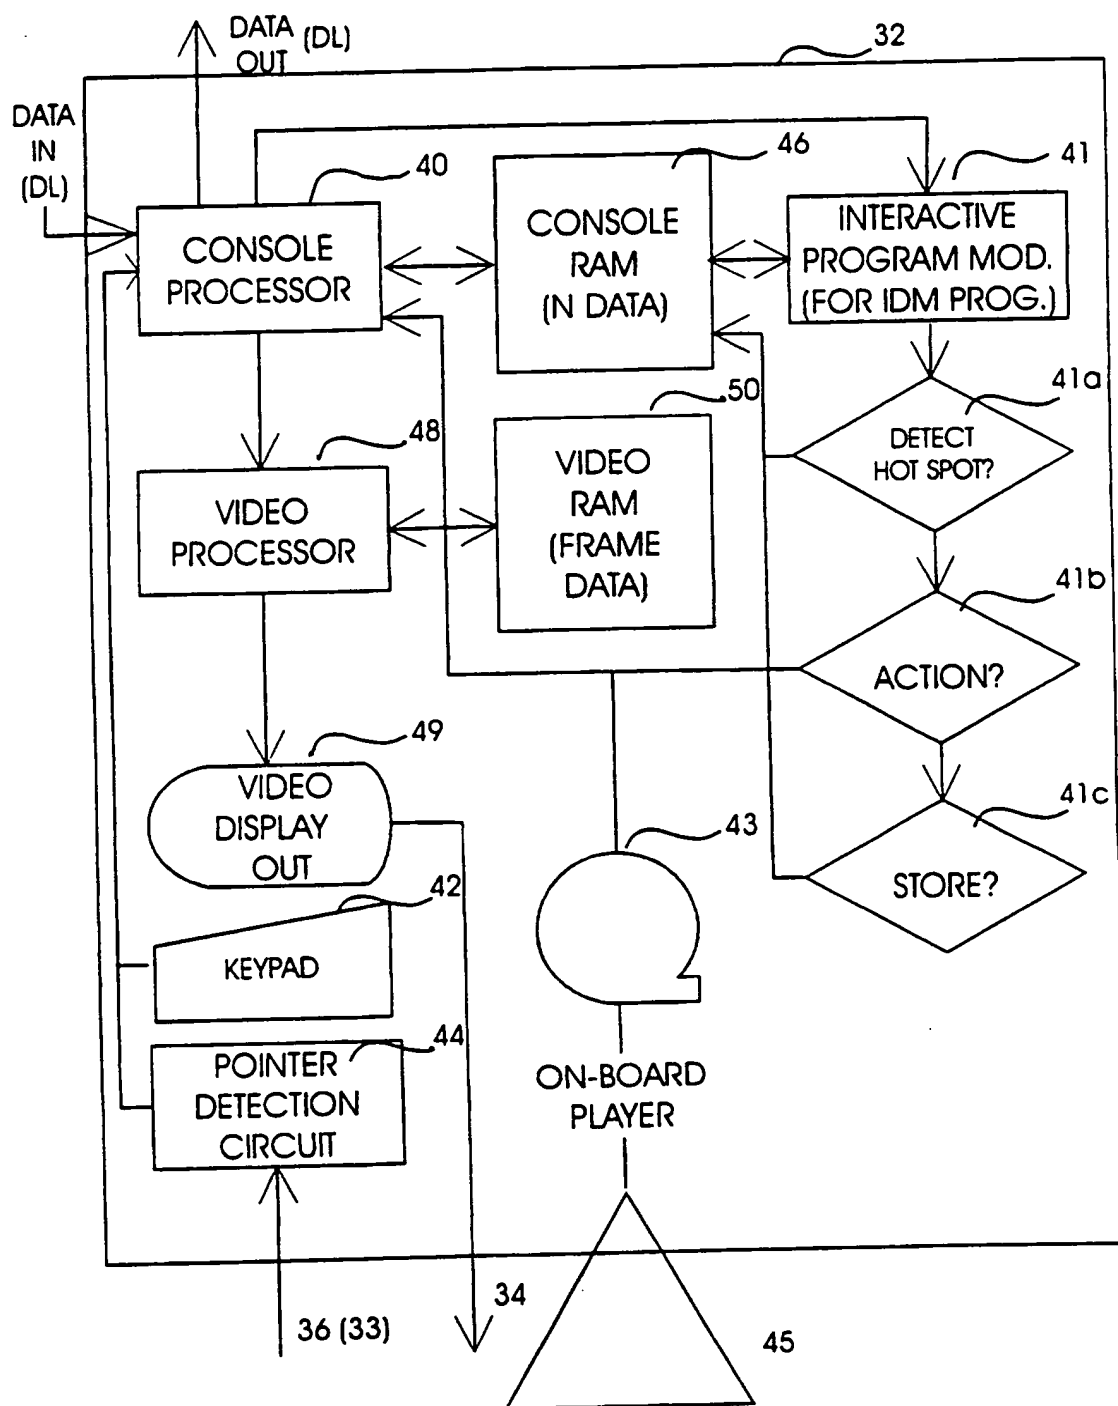 DATA (DL)
OUT
32
DATA
IN
(DL)
46
41
40
CONSOLE
PROCESSOR
CONSOLE
RAM
(N DATA)
INTERACTIVE
PROGRAM MOD.
(FOR IDM PROG.)
41a
50
48
DETECT
HOT SPOT?
VIDEO
PROCESSOR
VIDEO
RAM
(FRAME
DATA)
41b
ACTION?
49
VIDEO
DISPLAY
OUT
43
41c
STORE?
42
KEYPAD
44
POINTER
DETECTION
CIRCUIT
ON-BOARD
PLAYER
36 (33)
34
45